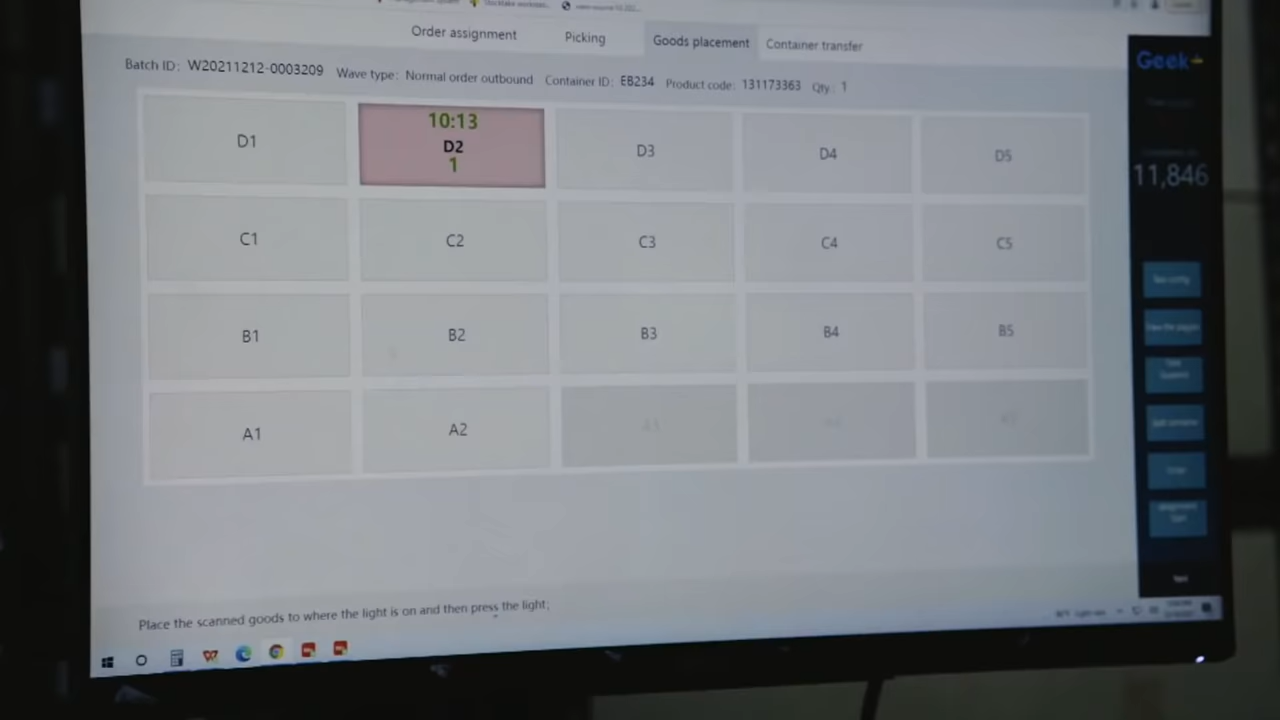 Order assignment Picking Goods placement Container transfer
Batch ID: W20211212-0003209 Wave type: Normal order outbound Container ID: EB234 Product code: 131173363 Qty: 1
Geek+
11,846
D1
10:13
D2
1
D3
D4
D5
C1
C2
C3
C4
C5
B1
B2
B3
B4
B5
A1
A2
Place the scanned goods to where the light is on and then press the light;